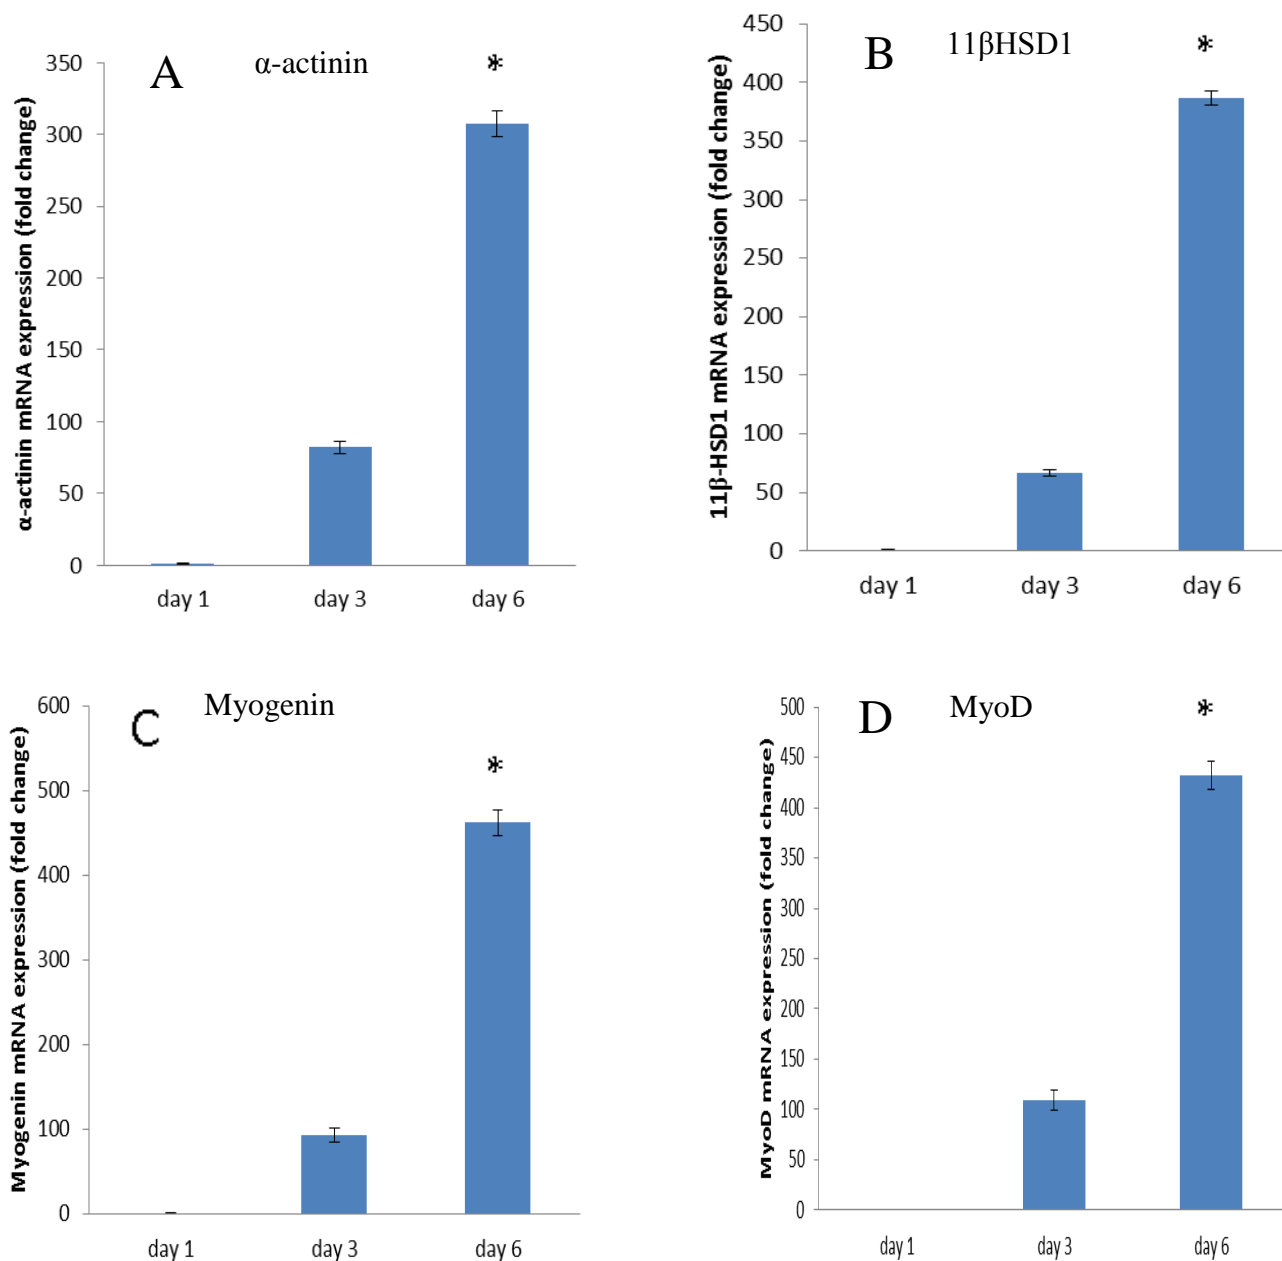 A
α-actinin
*
α-actinin mRNA expression (fold change)
350
300
250
200
150
100
50
0
day 1
day 3
day 6
B
11βHSD1
*
11β-HSD1 mRNA expression (fold change)
450
400
350
300
250
200
150
100
50
0
day 1
day 3
day 6
C
Myogenin
*
Myogenin mRNA expression (fold change)
600
500
400
300
200
100
0
day 1
day 3
day 6
D
MyoD
*
MyoD mRNA expression (fold change)
500
450
400
350
300
250
200
150
100
50
0
day 1
day 3
day 6